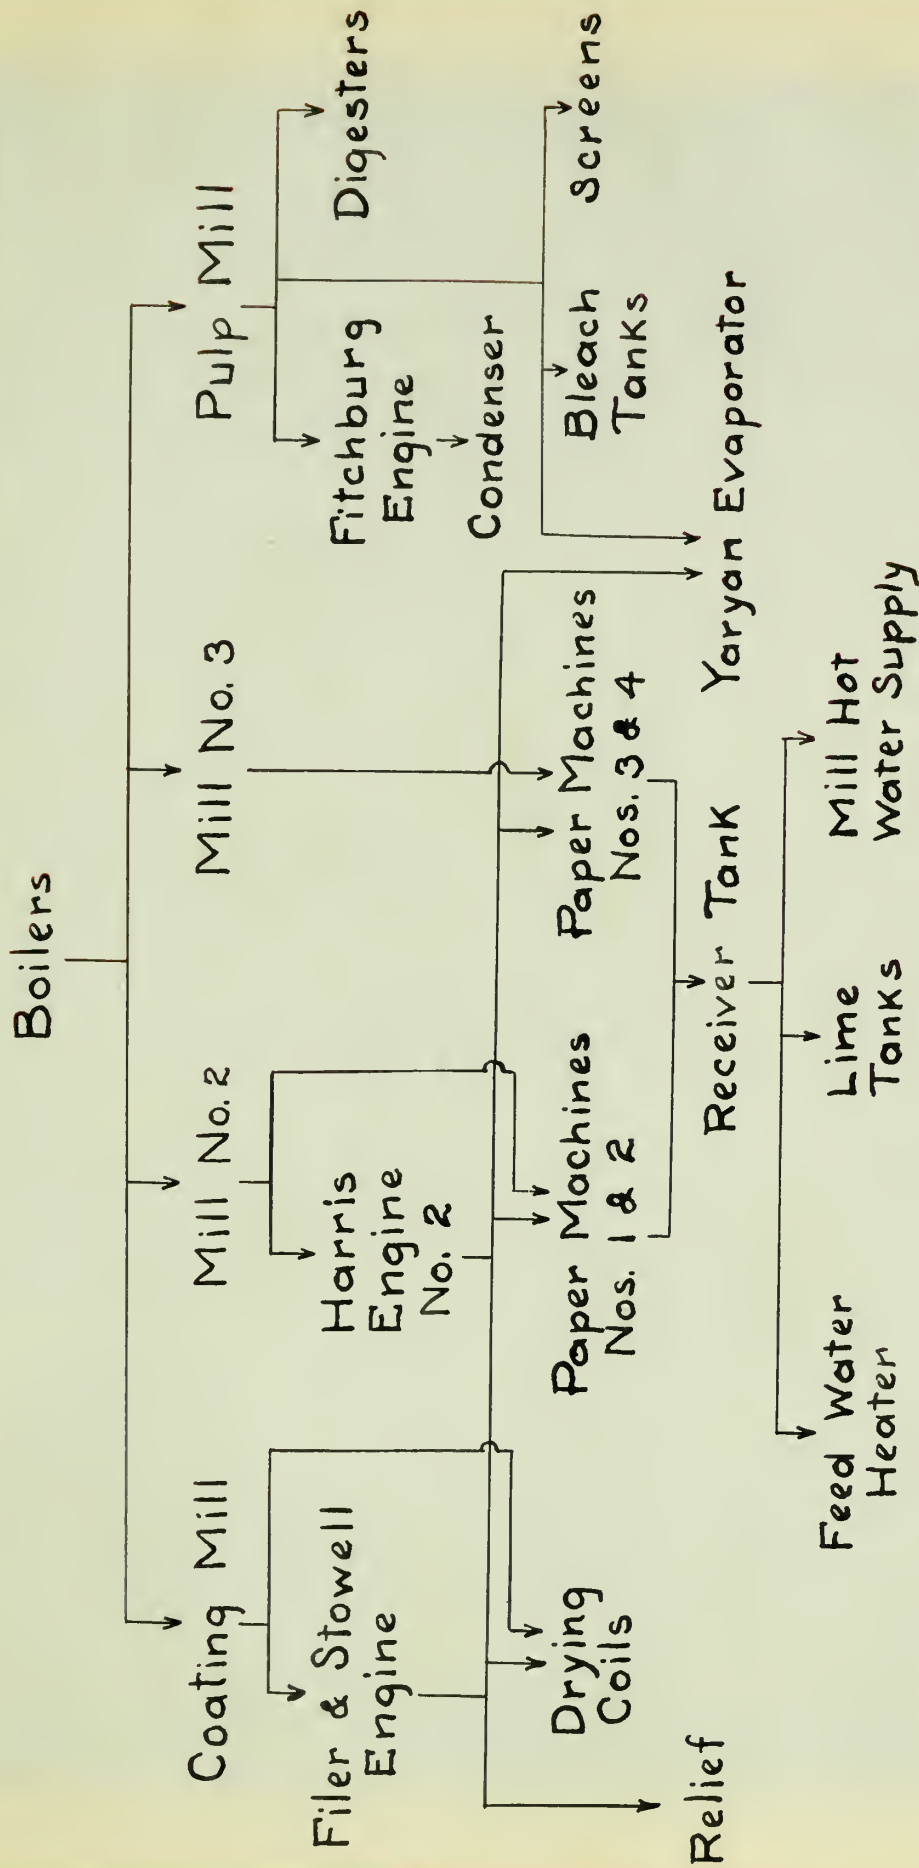 Boilers
Coating Mill
Mill No. 2
Mill No. 3
Pulp Mill
Filer & Stowell
Engine
Harris
Engine
No. 2
Fitchburg
Engine
Digesters
Condenser
Drying
Coils
Paper Machines
Nos. 1 & 2
Paper Machines
Nos. 3 & 4
Bleach
Tanks
Screens
Relief
Receiver Tank
Yaryan Evaporator
Feed Water
Heater
Lime
Tanks
Mill Hot
Water Supply